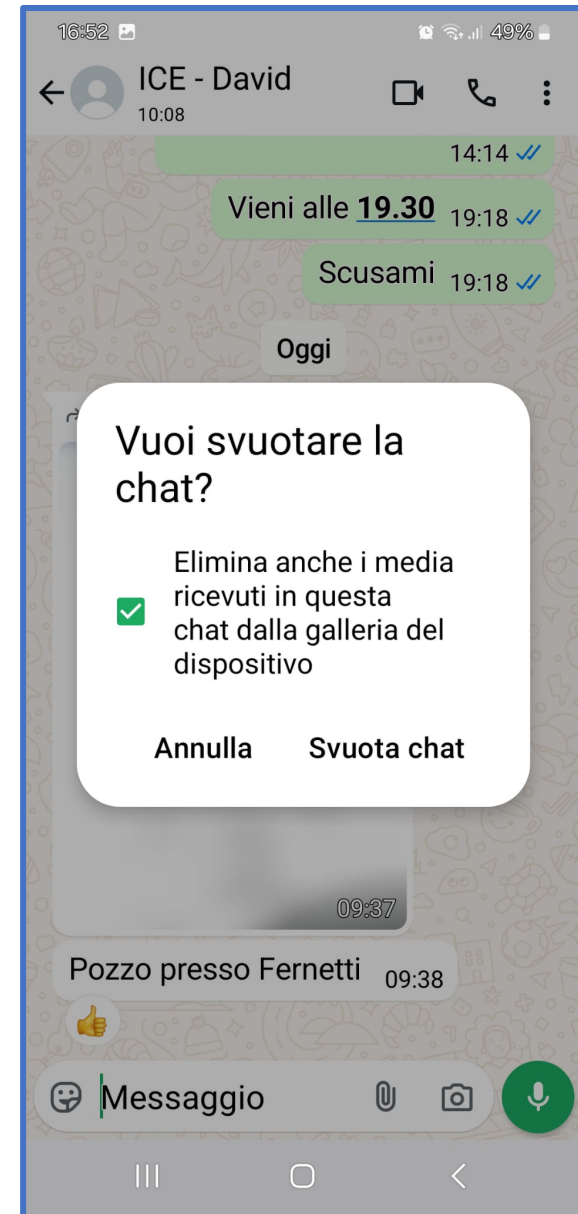 16:52 49%
ICE - David
10:08
14:14
Vieni alle 19.30 19:18
Scusami 19:18
Oggi
Vuoi svuotare la
chat?
Elimina anche i media
ricevuti in questa
chat dalla galleria del
dispositivo
Annulla Svuota chat
09:37
Pozzo presso Fernetti 09:38
Messaggio